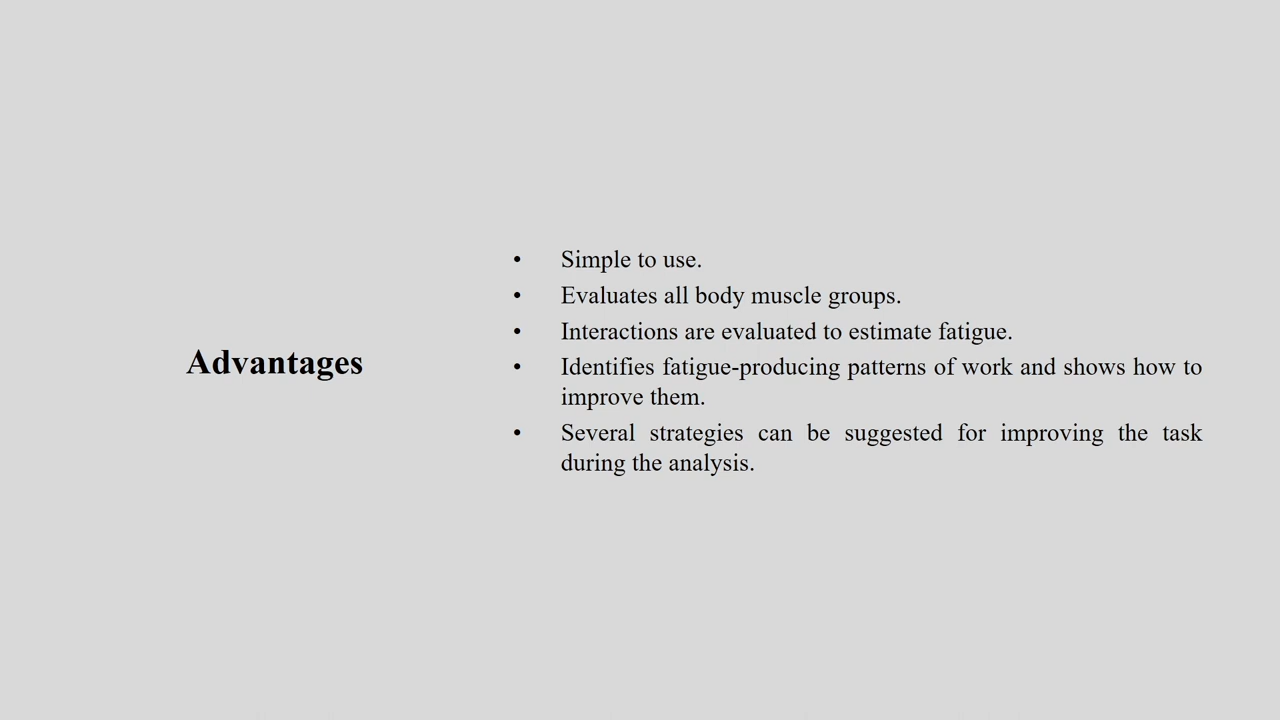 Advantages
• Simple to use.
• Evaluates all body muscle groups.
• Interactions are evaluated to estimate fatigue.
• Identifies fatigue-producing patterns of work and shows how to
improve them.
• Several strategies can be suggested for improving the task
during the analysis.